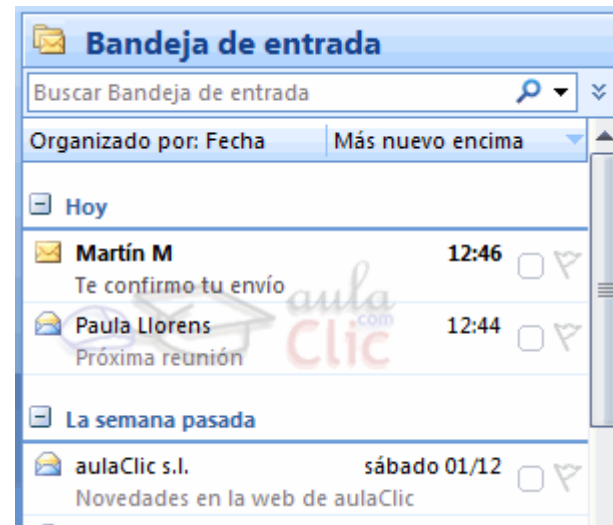 Bandeja de entrada
Buscar Bandeja de entrada
Organizado por: Fecha Más nuevo encima
Hoy
Martín M 12:46
Te confirmo tu envío
Paula Llorens 12:44
Próxima reunión
aula
Clic
.com
La semana pasada
aulaClic s.l. sábado 01/12
Novedades en la web de aulaClic